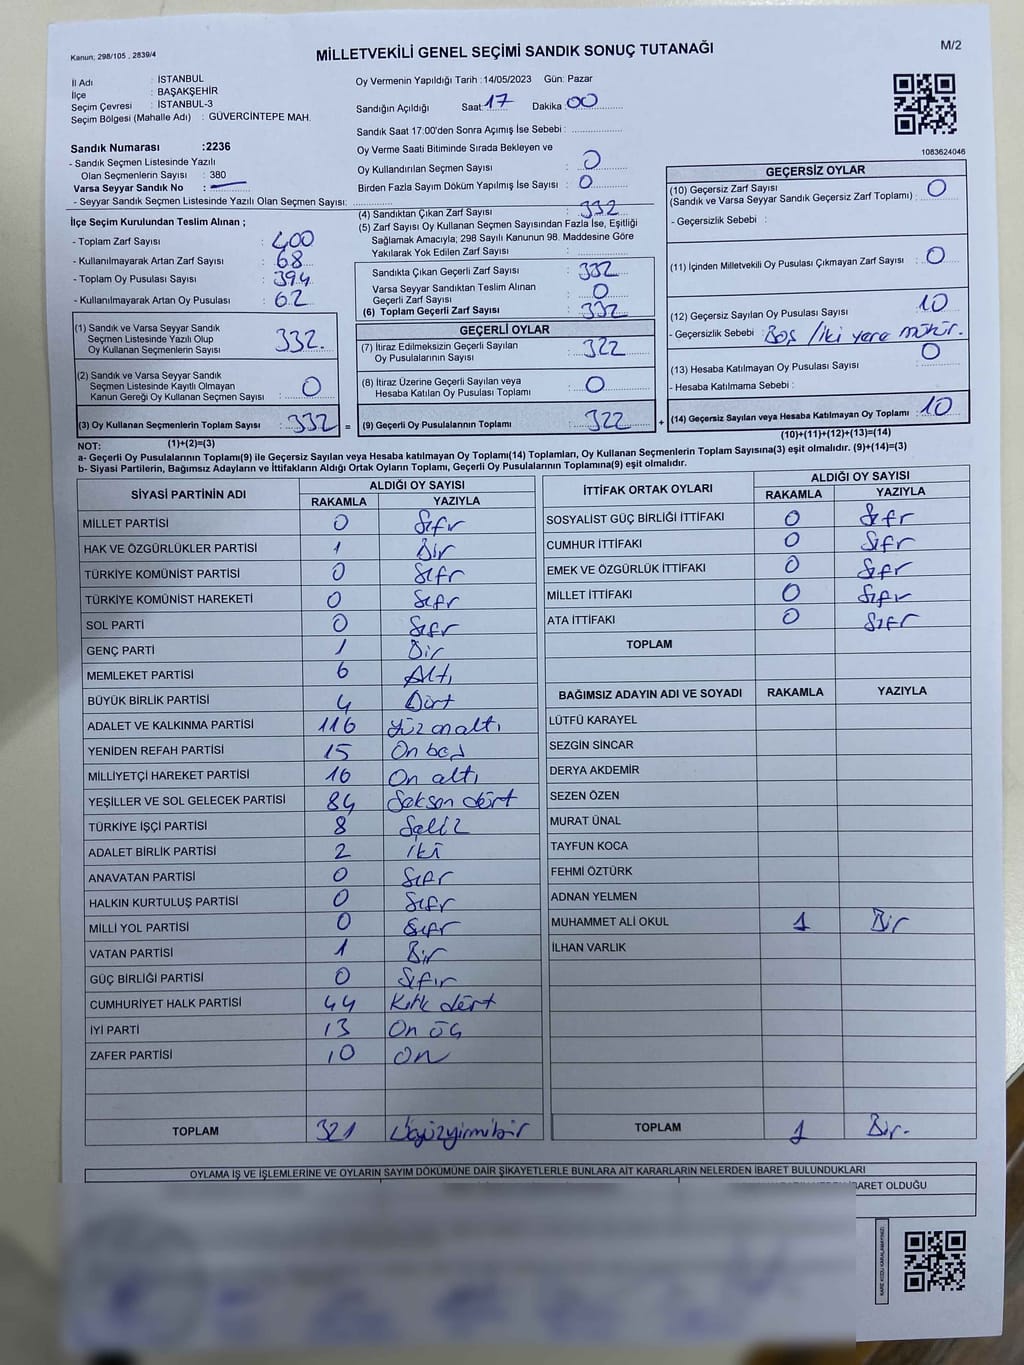 Kanun; 298/105 , 2839/4
MİLLETVEKİLİ GENEL SEÇİMİ SANDIK SONUÇ TUTANAĞI
M/2
İl Adı : İSTANBUL
İlçe : BAŞAKŞEHİR
Seçim Çevresi : İSTANBUL-3
Seçim Bölgesi (Mahalle Adı) : GÜVERCİNTEPE MAH.
Sandık Numarası :2236
- Sandık Seçmen Listesinde Yazılı
Olan Seçmenlerin Sayısı : 380
Varsa Seyyar Sandık No :
- Seyyar Sandık Seçmen Listesinde Yazılı Olan Seçmen Sayısı:
Oy Vermenin Yapıldığı Tarih :14/05/2023 Gün: Pazar
Sandığın Açıldığı Saat 17 Dakika 00
Sandık Saat 17:00'den Sonra Açımış İse Sebebi :
Oy Verme Saati Bitiminde Sırada Bekleyen ve
Oy Kullandırılan Seçmen Sayısı : 0
Birden Fazla Sayım Döküm Yapılmış İse Sayısı : 0
1083624046
İlçe Seçim Kurulundan Teslim Alınan ;
- Toplam Zarf Sayısı : 400
- Kullanılmayarak Artan Zarf Sayısı : 68
- Toplam Oy Pusulası Sayısı : 394
- Kullanılmayarak Artan Oy Pusulası : 62
(4) Sandıktan Çıkan Zarf Sayısı : 332
(5) Zarf Sayısı Oy Kullanan Seçmen Sayısından Fazla İse, Eşitliği
Sağlamak Amacıyla; 298 Sayılı Kanunun 98. Maddesine Göre
Yakılarak Yok Edilen Zarf Sayısı :
Sandıkta Çıkan Geçerli Zarf Sayısı : 332
Varsa Seyyar Sandıktan Teslim Alınan
Geçerli Zarf Sayısı : 0
(6) Toplam Geçerli Zarf Sayısı : 332
GEÇERSİZ OYLAR
(10) Geçersiz Zarf Sayısı
(Sandık ve Varsa Seyyar Sandık Geçersiz Zarf Toplamı) : 0
- Geçersizlik Sebebi :
(11) İçinden Milletvekili Oy Pusulası Çıkmayan Zarf Sayısı : 0
(12) Geçersiz Sayılan Oy Pusulası Sayısı : 10
- Geçersizlik Sebebi : Boş / iki yere mühür.
(13) Hesaba Katılmayan Oy Pusulası Sayısı : 0
- Hesaba Katılmama Sebebi :
(14) Geçersiz Sayılan veya Hesaba Katılmayan Oy Toplamı : 10
(10)+(11)+(12)+(13)=(14)
(1) Sandık ve Varsa Seyyar Sandık
Seçmen Listesinde Yazılı Olup
Oy Kullanan Seçmenlerin Sayısı : 332.
(2) Sandık ve Varsa Seyyar Sandık
Seçmen Listesinde Kayıtlı Olmayan
Kanun Gereği Oy Kullanan Seçmen Sayısı : 0
(3) Oy Kullanan Seçmenlerin Toplam Sayısı : 332 =
(1)+(2)=(3)
GEÇERLİ OYLAR
(7) İtiraz Edilmeksizin Geçerli Sayılan
Oy Pusulalarının Sayısı : 322
(8) İtiraz Üzerine Geçerli Sayılan veya
Hesaba Katılan Oy Pusulası Toplamı : 0
(9) Geçerli Oy Pusulalarının Toplamı : 322 +
NOT:
a- Geçerli Oy Pusulasının Toplamı(9) ile Geçersiz Sayılan veya Hesaba katılmayan Oy Toplamı(14) Toplamları, Oy Kullanan Seçmenlerin Toplam Sayısına(3) eşit olmalıdır. (9)+(14)=(3)
b- Siyasi Partilerin, Bağımsız Adayların ve İttifakların Aldığı Ortak Oyların Toplamı, Geçerli Oy Pusulalarının Toplamına(9) eşit olmalıdır.
SİYASİ PARTİNİN ADI ALDIĞI OY SAYISI
RAKAMLA YAZIYLA
MİLLET PARTİSİ 0 Sıfır
HAK VE ÖZGÜRLÜKLER PARTİSİ 1 Bir
TÜRKİYE KOMÜNİST PARTİSİ 0 Sıfır
TÜRKİYE KOMÜNİST HAREKETİ 0 Sıfır
SOL PARTİ 0 Sıfır
GENÇ PARTİ 1 Bir
MEMLEKET PARTİSİ 6 Altı
BÜYÜK BİRLİK PARTİSİ 4 Dört
ADALET VE KALKINMA PARTİSİ 116 Yüz on altı
YENİDEN REFAH PARTİSİ 15 On beş
MİLLİYETÇİ HAREKET PARTİSİ 16 On altı
YEŞİLLER VE SOL GELECEK PARTİSİ 84 Seksen dört
TÜRKİYE İŞÇİ PARTİSİ 8 Sekiz
ADALET BİRLİK PARTİSİ 2 iki
ANAVATAN PARTİSİ 0 Sıfır
HALKIN KURTULUŞ PARTİSİ 0 Sıfır
MİLLİ YOL PARTİSİ 0 Sıfır
VATAN PARTİSİ 1 Bir
GÜÇ BİRLİĞİ PARTİSİ 0 Sıfır
CUMHURİYET HALK PARTİSİ 44 Kırk dört
İYİ PARTİ 13 On üç
ZAFER PARTİSİ 10 on
TOPLAM 321 Üçyüzyirmibir
İTTİFAK ORTAK OYLARI ALDIĞI OY SAYISI
RAKAMLA YAZIYLA
SOSYALİST GÜÇ BİRLİĞİ İTTİFAKI 0 Sıfır
CUMHUR İTTİFAKI 0 Sıfır
EMEK VE ÖZGÜRLÜK İTTİFAKI 0 Sıfır
MİLLET İTTİFAKI 0 Sıfır
ATA İTTİFAKI 0 Sıfır
TOPLAM
BAĞIMSIZ ADAYIN ADI VE SOYADI RAKAMLA YAZIYLA
LÜTFÜ KARAYEL
SEZGİN SİNCAR
DERYA AKDEMİR
SEZEN ÖZEN
MURAT ÜNAL
TAYFUN KOCA
FEHMİ ÖZTÜRK
ADNAN YELMEN
MUHAMMET ALİ OKUL 1 Bir
İLHAN VARLIK
TOPLAM 1 Bir.
OYLAMA İŞ VE İŞLEMLERİNE VE OYLARIN SAYIM DÖKÜMÜNE DAİR ŞİKAYETLERLE BUNLARA AİT KARARLARIN NELERDEN İBARET BULUNDUKLARI
İBARET OLDUĞU
KARE KODU KARALAMAYINIZ!